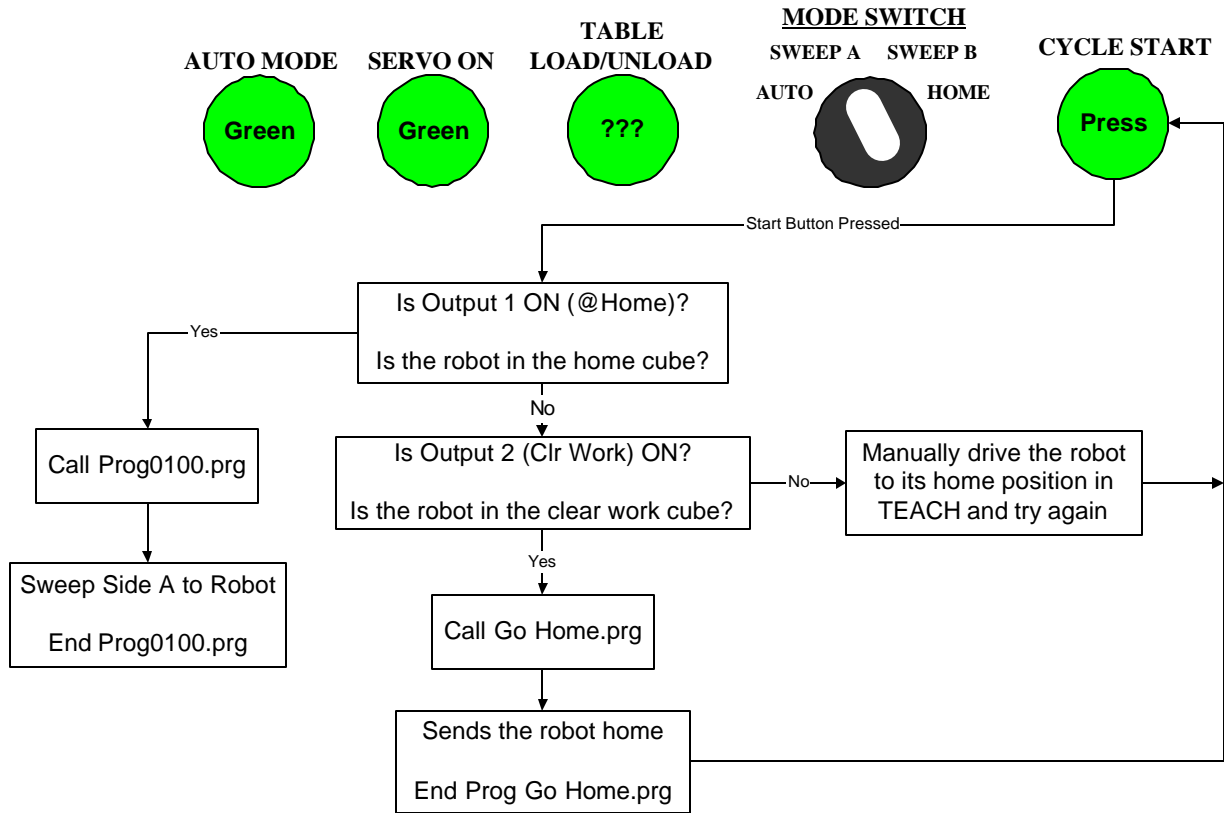 MODE SWITCH
TABLE
SWEEP A SWEEP B
CYCLE START
AUTO MODE SERVO ON LOAD/UNLOAD
AUTO HOME
Green
Green
???
Press
Start Button Pressed
Is Output 1 ON (@Home)?
Is the robot in the home cube?
Yes
No
Call Prog0100.prg
Is Output 2 (Clr Work) ON?
Is the robot in the clear work cube?
No
Manually drive the robot
to its home position in
TEACH and try again
Sweep Side A to Robot
End Prog0100.prg
Yes
Call Go Home.prg
Sends the robot home
End Prog Go Home.prg